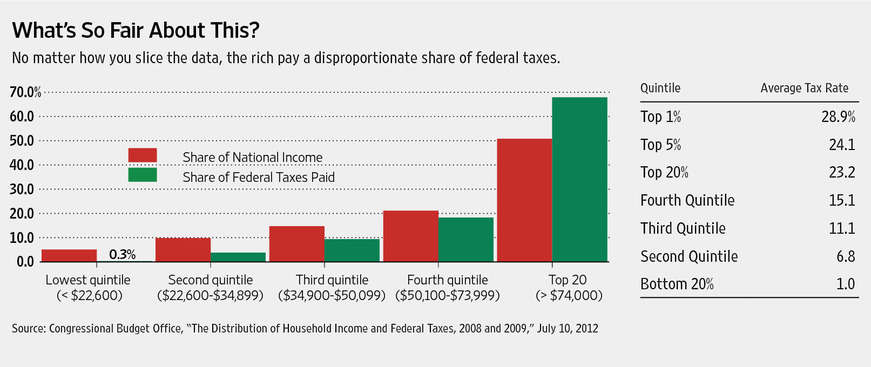 What's So Fair About This?
No matter how you slice the data, the rich pay a disproportionate share of federal taxes.
70.0%
60.0
50.0
40.0
30.0
20.0
10.0
0.0
Share of National Income
Share of Federal Taxes Paid
0.3%
Lowest quintile Second quintile Third quintile Fourth quintile Top 20
(< $22,600) ($22,600-$34,899) ($34,900-$50,099) ($50,100-$73,999) (> $74,000)
Quintile Average Tax Rate
Top 1% 28.9%
Top 5% 24.1
Top 20% 23.2
Fourth Quintile 15.1
Third Quintile 11.1
Second Quintile 6.8
Bottom 20% 1.0
Source: Congressional Budget Office, “The Distribution of Household Income and Federal Taxes, 2008 and 2009,” July 10, 2012